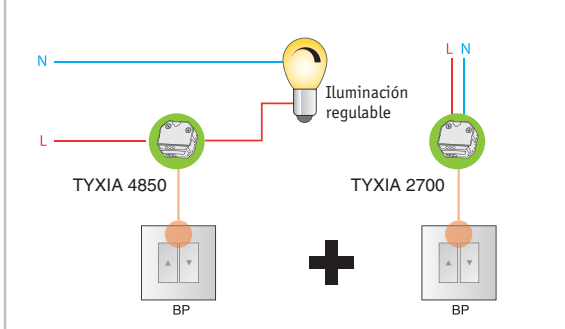 L N
N
Iluminación
regulable
L
TYXIA 4850
TYXIA 2700
BP
BP